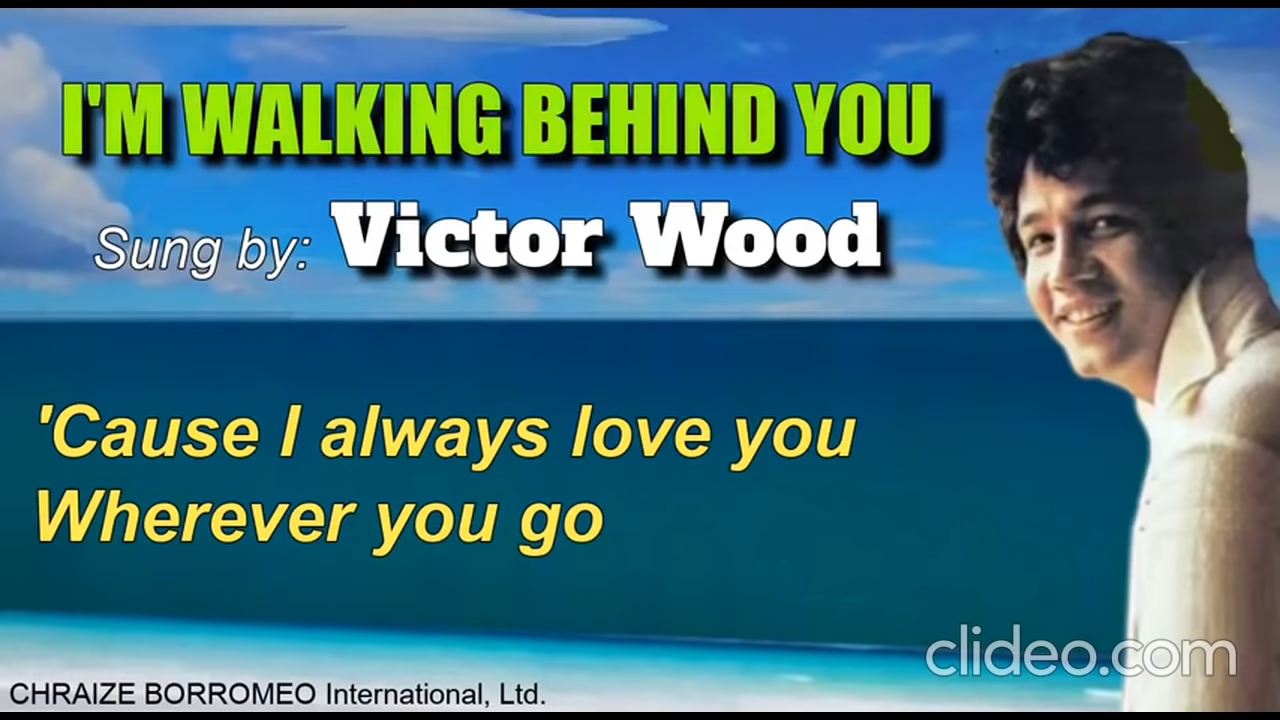 I'M WALKING BEHIND YOU
Sung by: Victor Wood
'Cause I always love you
Wherever you go
clideo.com
CHRAIZE BORROMEO International, Ltd.